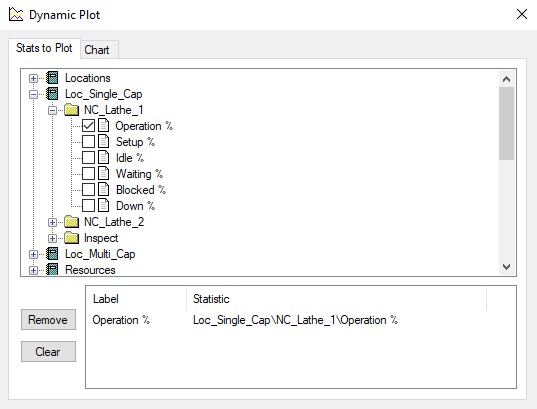 Dynamic Plot
Stats to Plot Chart
Locations
Loc_Single_Cap
NC_Lathe_1
Operation %
Setup %
Idle %
Waiting %
Blocked %
Down %
NC_Lathe_2
Inspect
Loc_Multi_Cap
Resources
Label Statistic
Remove
Operation % Loc_Single_Cap\NC_Lathe_1\Operation %
Clear